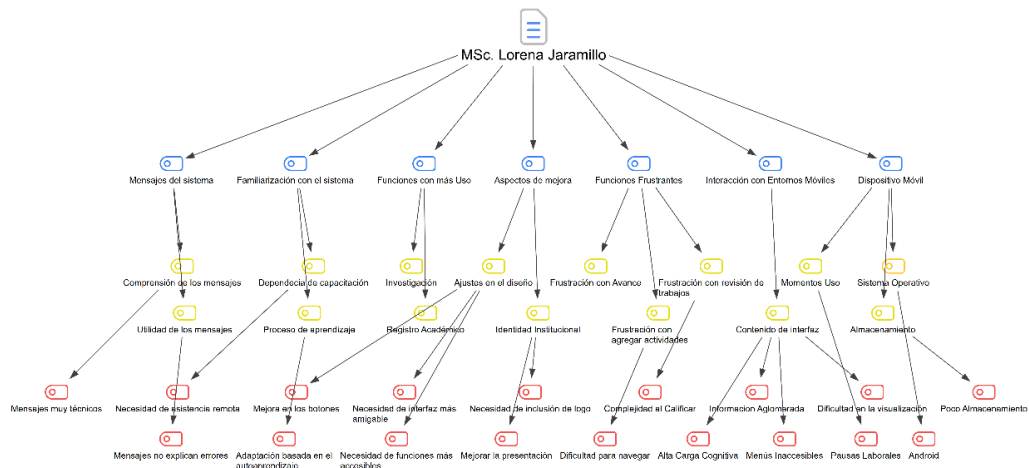 MSc. Lorena Jaramillo
Mensajes del sistema
Familiarización con el sistema
Funciones con más Uso
Aspectos de mejora
Funciones Frustrantes
Interacción con Entornos Móviles
Dispositivo Móvil
Comprensión de los mensajes
Dependecia de capacitación
Investigación
Ajustes en el diseño
Frustración con Avance
Frustración con revisión de
trabajos
Momentos Uso
Sistema Operativo
Utilidad de los mensajes
Proceso de aprendizaje
Registro Académico
Identidad Institucional
Frustración con
agregar actividades
Contenido de interfaz
Almacenamiento
Mensajes muy técnicos
Necesidad de asistencia remota
Mejora en los botones
Necesidad de interfaz más
amigable
Necesidad de inclusión de logo
Complejidad al Calificar
Informacion Aglomerada
Dificultad en la visualización
Poco Almacenamiento
Mensajes no explican errores
Adaptación basada en el
autoaprendizaje
Necesidad de funciones más
accesibles
Mejorar la presentación
Dificultad para navegar
Alta Carga Cognitiva
Menús Inaccesibles
Pausas Laborales
Android